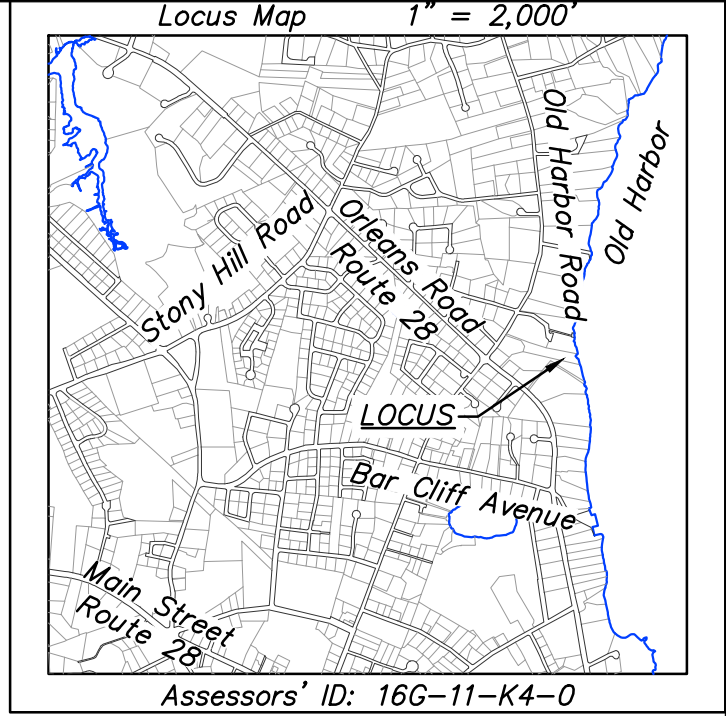 Locus Map 1" = 2,000'
Old Harbor Road
Old Harbor
Stony Hill Road
Orleans Road
Route 28
LOCUS
Bar Cliff Avenue
Main Street
Route 28
Assessors' ID: 16G-11-K4-0